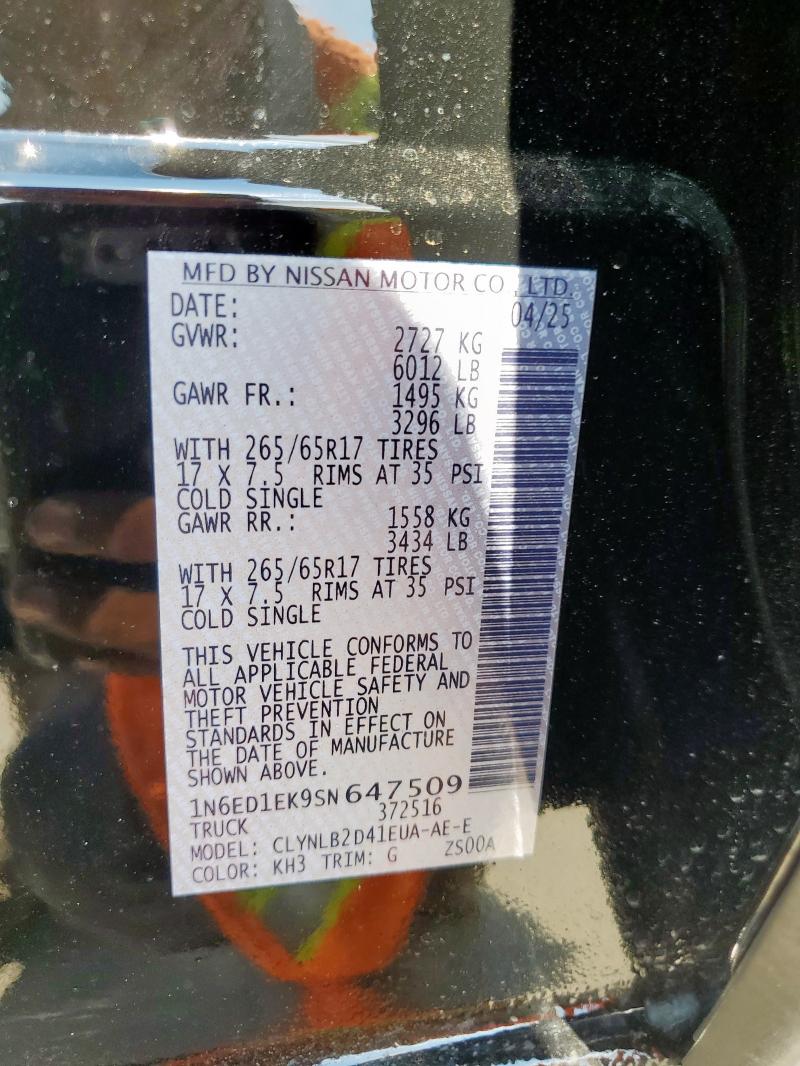 MFD BY NISSAN MOTOR CO., LTD.
DATE: 04/25
GVWR: 2727 KG
6012 LB
GAWR FR.: 1495 KG
3296 LB
WITH 265/65R17 TIRES
17 X 7.5 RIMS AT 35 PSI
COLD SINGLE
GAWR RR.: 1558 KG
3434 LB
WITH 265/65R17 TIRES
17 X 7.5 RIMS AT 35 PSI
COLD SINGLE
THIS VEHICLE CONFORMS TO
ALL APPLICABLE FEDERAL
MOTOR VEHICLE SAFETY AND
THEFT PREVENTION
STANDARDS IN EFFECT ON
THE DATE OF MANUFACTURE
SHOWN ABOVE.
1N6ED1EK9SN647509
TRUCK 372516
MODEL: CLYNLB2D41EUA-AE-E
COLOR: KH3 TRIM: G ZS00A